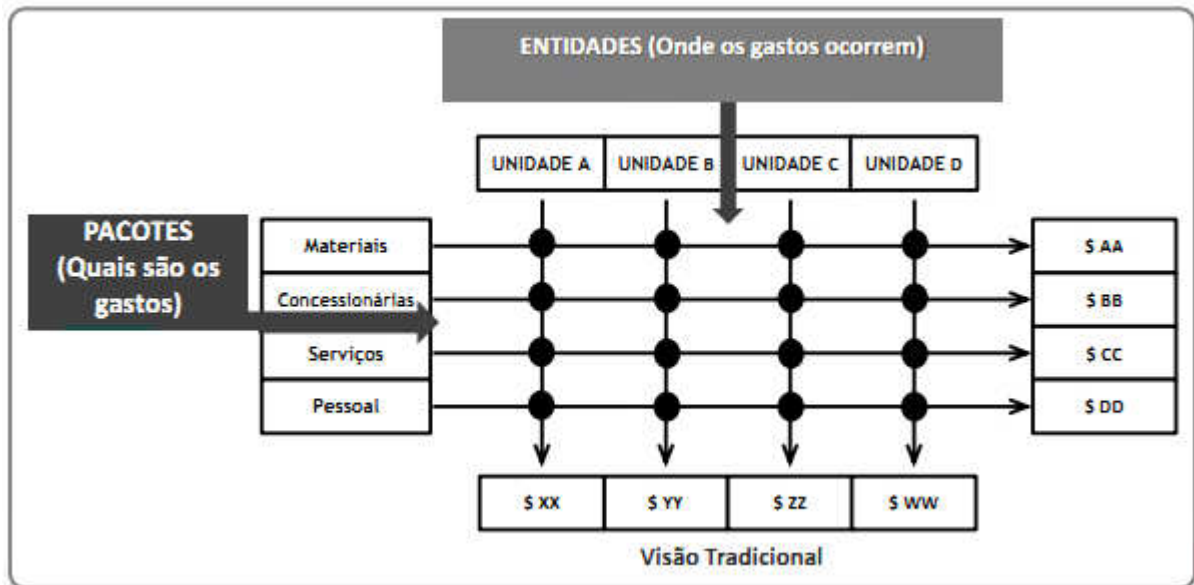 ENTIDADES (Onde os gastos ocorrem)
UNIDADE A
UNIDADE B
UNIDADE C
UNIDADE D
PACOTES
(Quais são os
gastos)
Materiais
$ AA
Concessionárias
$ BB
Serviços
$ CC
Pessoal
$ DD
$ XX
$ YY
$ ZZ
$ WW
Visão Tradicional